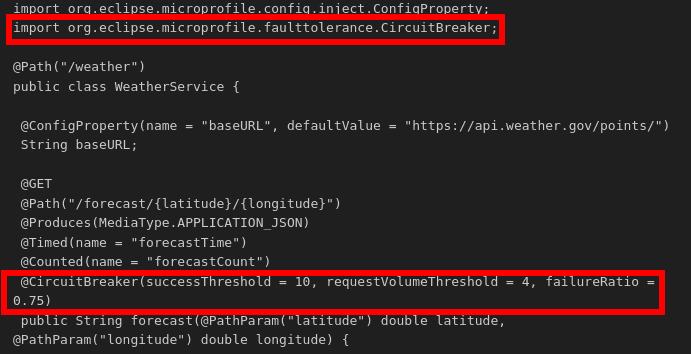 import org.eclipse.microprofile.config.inject.ConfigProperty;
import org.eclipse.microprofile.faulttolerance.CircuitBreaker;
@Path("/weather")
public class WeatherService {
@ConfigProperty(name = "baseURL", defaultValue = "https://api.weather.gov/points/")
String baseURL;
@GET
@Path("/forecast/{latitude}/{longitude}")
@Produces(MediaType.APPLICATION_JSON)
@Timed(name = "forecastTime")
@Counted(name = "forecastCount")
@CircuitBreaker(successThreshold = 10, requestVolumeThreshold = 4, failureRatio =
0.75)
public String forecast(@PathParam("latitude") double latitude,
@PathParam("longitude") double longitude) {